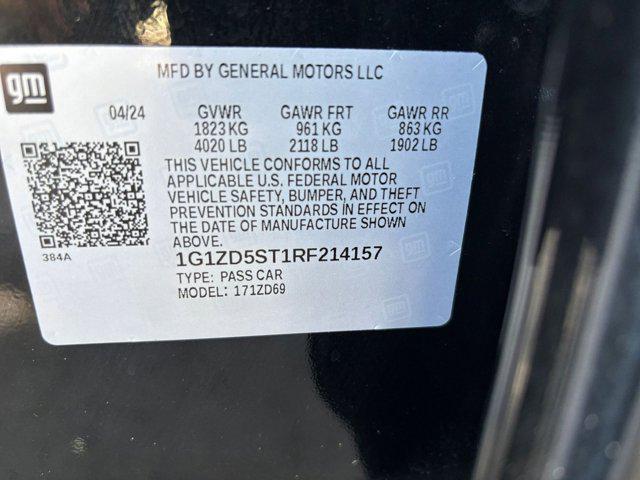 gm
MFD BY GENERAL MOTORS LLC
04/24 GVWR GAWR FRT GAWR RR
1823 KG 961 KG 863 KG
4020 LB 2118 LB 1902 LB
THIS VEHICLE CONFORMS TO ALL
APPLICABLE U.S. FEDERAL MOTOR
VEHICLE SAFETY, BUMPER, AND THEFT
PREVENTION STANDARDS IN EFFECT ON
THE DATE OF MANUFACTURE SHOWN
ABOVE.
384A
1G1ZD5ST1RF214157
TYPE: PASS CAR
MODEL: 171ZD69